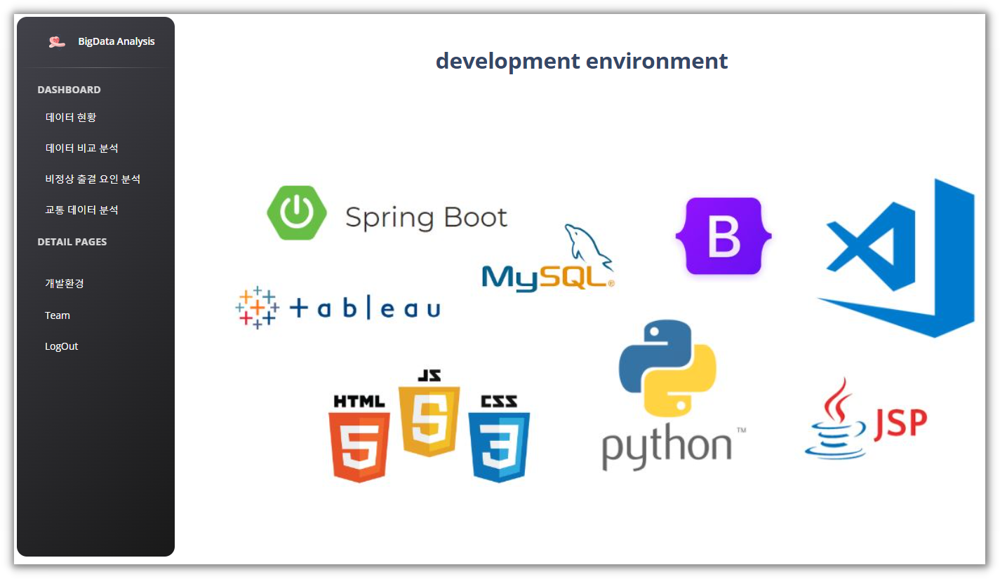 BigData Analysis
DASHBOARD
데이터 현황
데이터 비교 분석
비정상 출결 요인 분석
교통 데이터 분석
DETAIL PAGES
개발환경
Team
LogOut
development environment
Spring Boot
MySQL®
B
+ableau
HTML
5
JS
5
CSS
3
python™
JSP